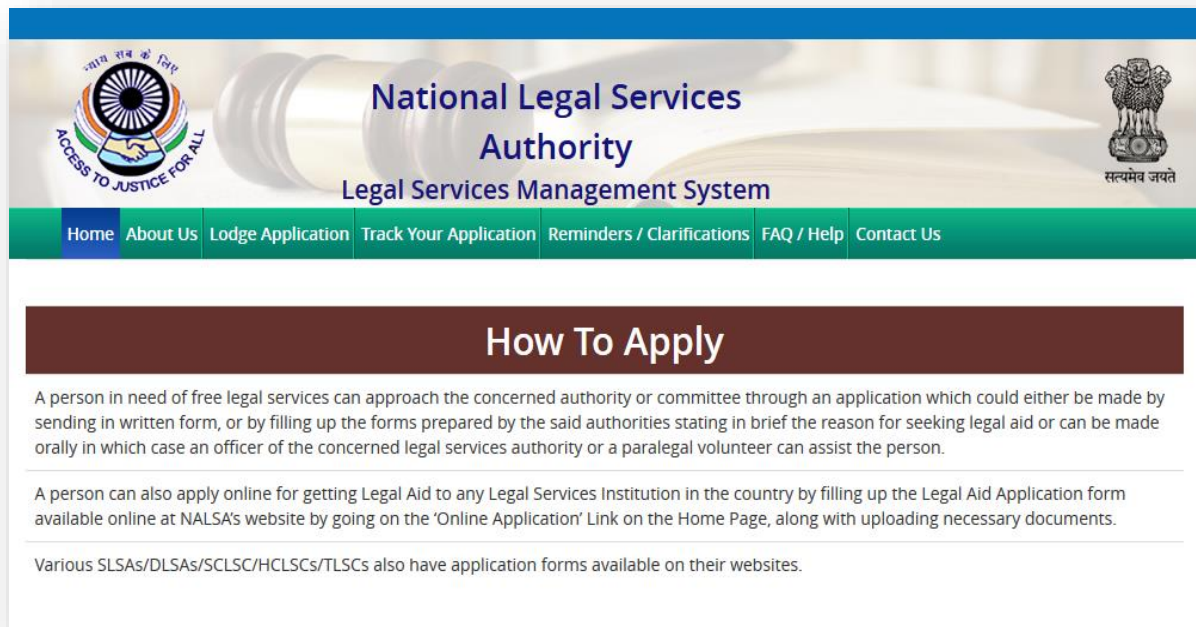 न्याय सब के लिए
ACCESS TO JUSTICE FOR ALL
National Legal Services
Authority
Legal Services Management System
सत्यमेव जयते
Home About Us Lodge Application Track Your Application Reminders / Clarifications FAQ / Help Contact Us
How To Apply
A person in need of free legal services can approach the concerned authority or committee through an application which could either be made by
sending in written form, or by filling up the forms prepared by the said authorities stating in brief the reason for seeking legal aid or can be made
orally in which case an officer of the concerned legal services authority or a paralegal volunteer can assist the person.
A person can also apply online for getting Legal Aid to any Legal Services Institution in the country by filling up the Legal Aid Application form
available online at NALSA's website by going on the 'Online Application' Link on the Home Page, along with uploading necessary documents.
Various SLSAs/DLSAs/SCLSC/HCLSCs/TLSCs also have application forms available on their websites.